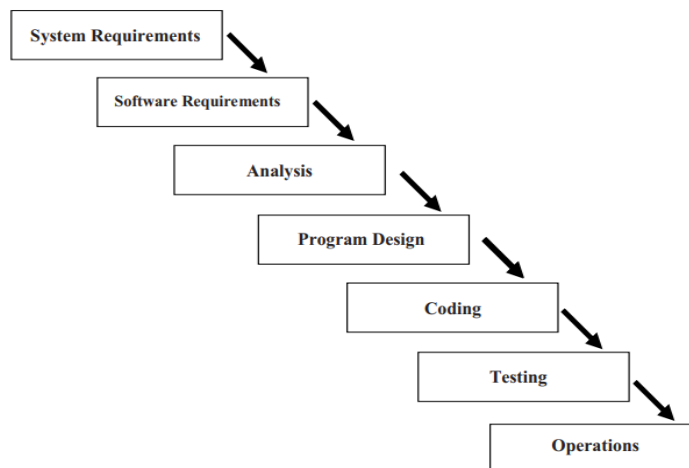 System Requirements
Software Requirements
Analysis
Program Design
Coding
Testing
Operations